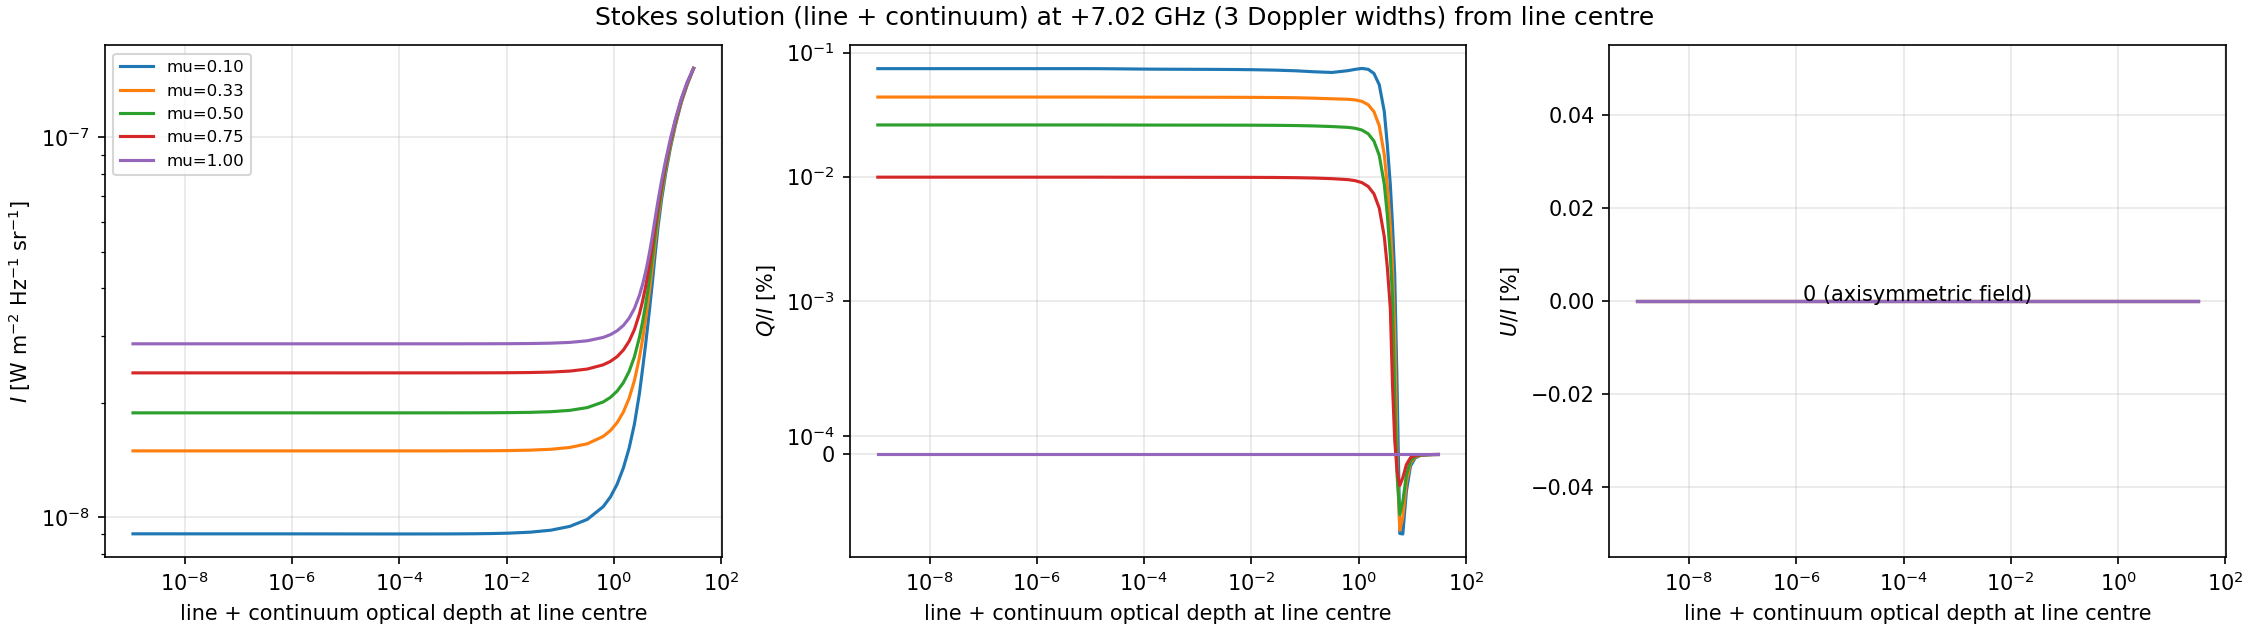 Stokes solution (line + continuum) at +7.02 GHz (3 Doppler widths) from line centre
I [W m⁻² Hz⁻¹ sr⁻¹]
10⁻⁷
10⁻⁸
mu=0.10
mu=0.33
mu=0.50
mu=0.75
mu=1.00
10⁻⁸ 10⁻⁶ 10⁻⁴ 10⁻² 10⁰ 10²
line + continuum optical depth at line centre
Q/I [%]
10⁻¹
10⁻²
10⁻³
10⁻⁴
0
10⁻⁸ 10⁻⁶ 10⁻⁴ 10⁻² 10⁰ 10²
line + continuum optical depth at line centre
U/I [%]
0.04
0.02
0.00
−0.02
−0.04
0 (axisymmetric field)
10⁻⁸ 10⁻⁶ 10⁻⁴ 10⁻² 10⁰ 10²
line + continuum optical depth at line centre